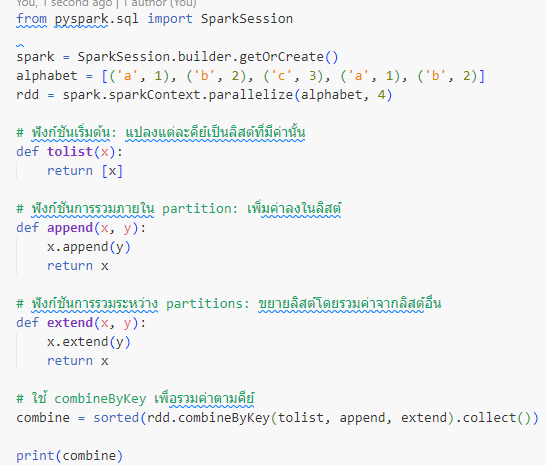 You, 1 second ago | 1 author (You)
from pyspark.sql import SparkSession
spark = SparkSession.builder.getOrCreate()
alphabet = [('a', 1), ('b', 2), ('c', 3), ('a', 1), ('b', 2)]
rdd = spark.sparkContext.parallelize(alphabet, 4)
# ฟังก์ชันเริ่มต้น: แปลงแต่ละคีย์เป็นลิสต์ที่มีค่านั้น
def tolist(x):
    return [x]
# ฟังก์ชันการรวมภายใน partition: เพิ่มค่าลงในลิสต์
def append(x, y):
    x.append(y)
    return x
# ฟังก์ชันการรวมระหว่าง partitions: ขยายลิสต์โดยรวมค่าจากลิสต์อื่น
def extend(x, y):
    x.extend(y)
    return x
# ใช้ combineByKey เพื่อรวมค่าตามคีย์
combine = sorted(rdd.combineByKey(tolist, append, extend).collect())
print(combine)